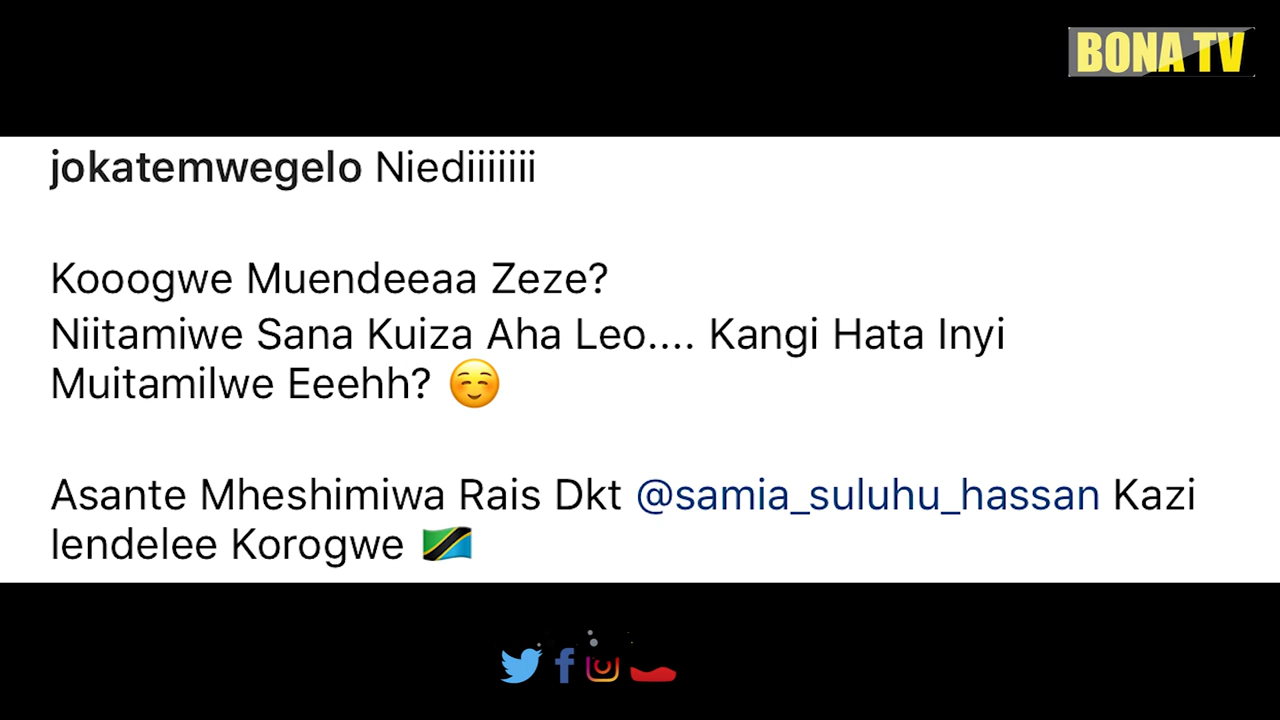 BONA TV
jokatemwegelo Niediiiiiii
Kooogwe Muendeeaa Zeze?
Niitamiwe Sana Kuiza Aha Leo.... Kangi Hata Inyi
Muitamilwe Eeehh? ☺️
Asante Mheshimiwa Rais Dkt @samia_suluhu_hassan Kazi
Iendelee Korogwe 🇹🇿